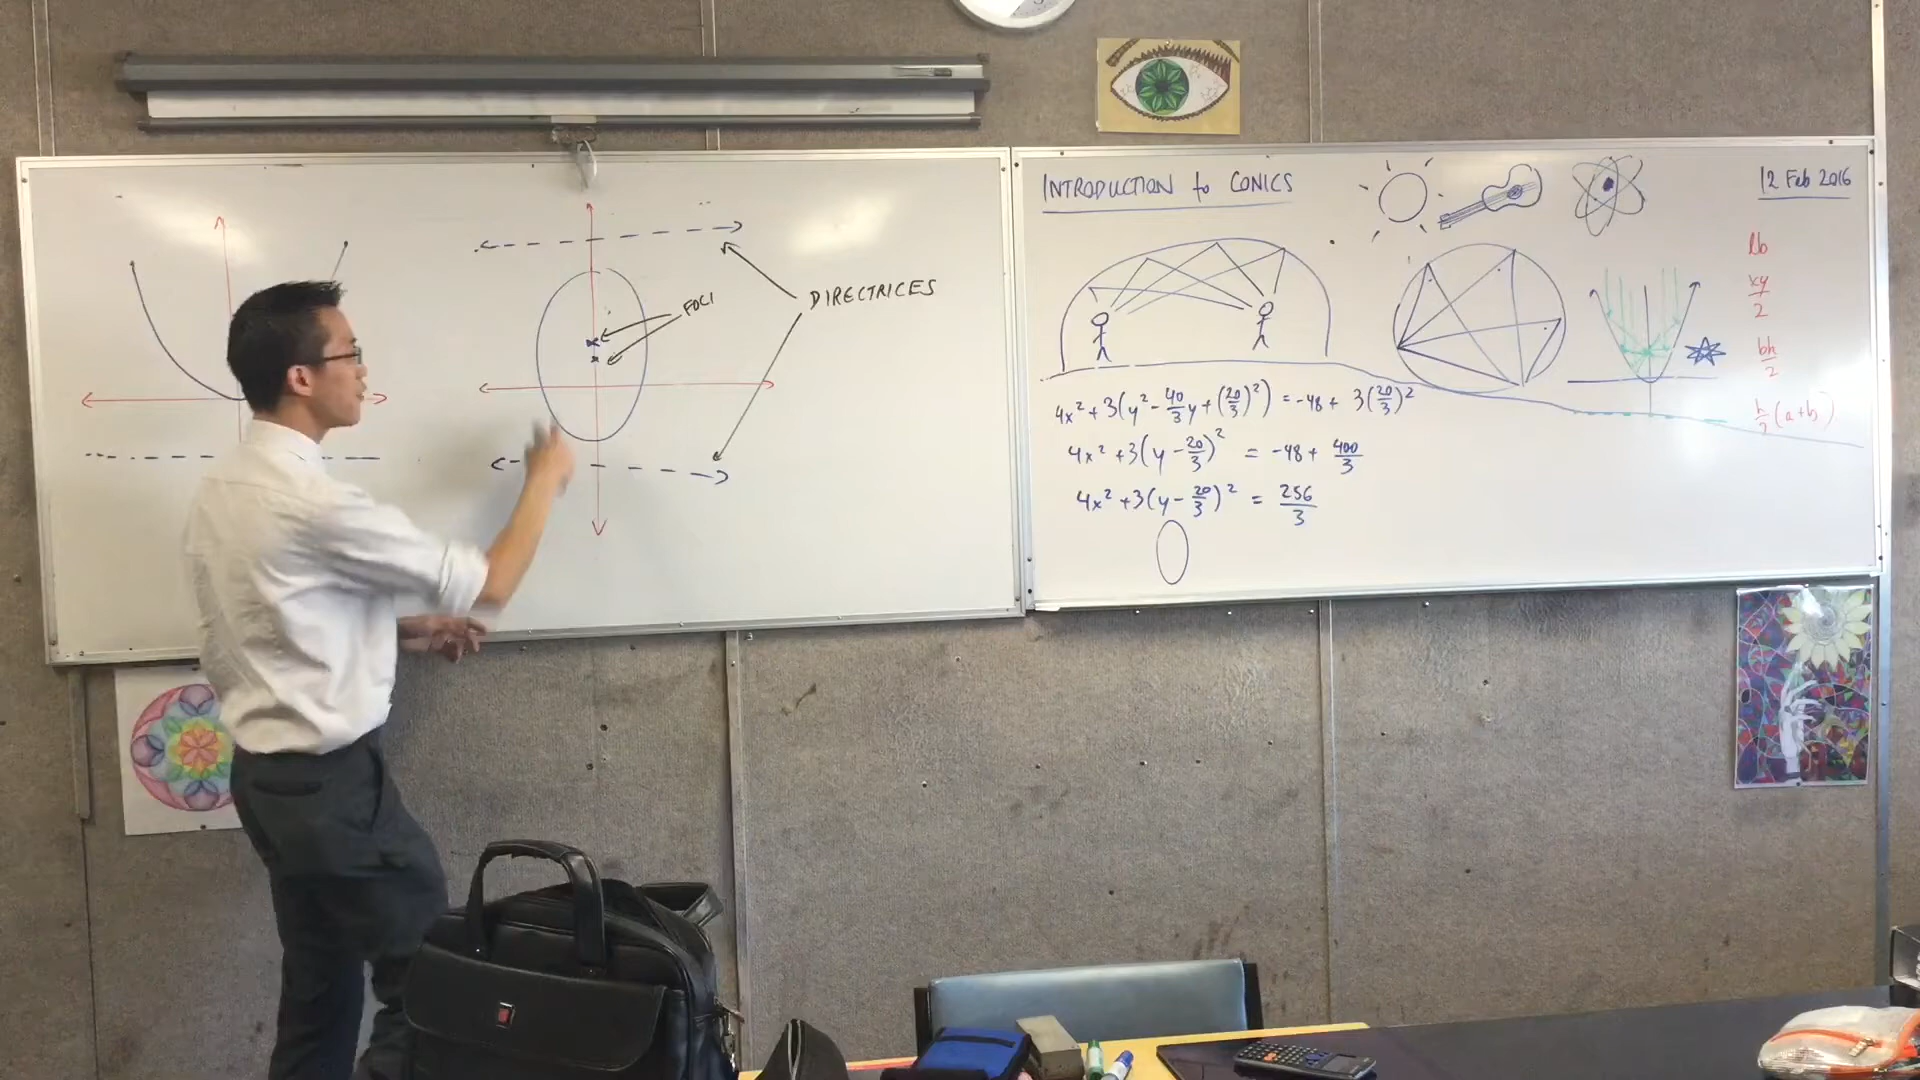 FOCI
DIRECTRICES
INTRODUCTION to CONICS
12 Feb 2016
4x² + 3(y² - 40/3 y + (20/3)²) = -48 + 3(20/3)²
4x² + 3(y - 20/3)² = -48 + 400/3
4x² + 3(y - 20/3)² = 256/3
xy/2
bh/2
h/2 (a+b)